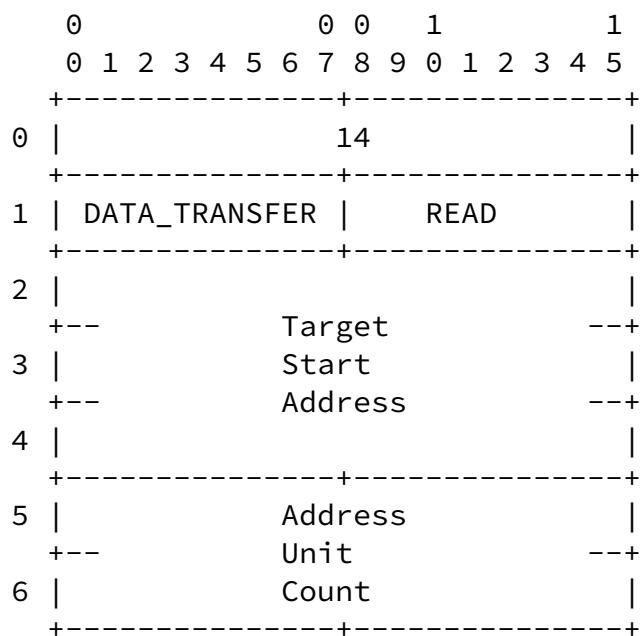 0 0 0 1 1
0 1 2 3 4 5 6 7 8 9 0 1 2 3 4 5
+---------------+---------------+
0 | 14 |
+---------------+---------------+
1 | DATA_TRANSFER | READ |
+---------------+---------------+
2 | |
+-- Target --+
3 | Start |
+-- Address --+
4 | |
+---------------+---------------+
5 | Address |
+-- Unit --+
6 | Count |
+---------------+---------------+